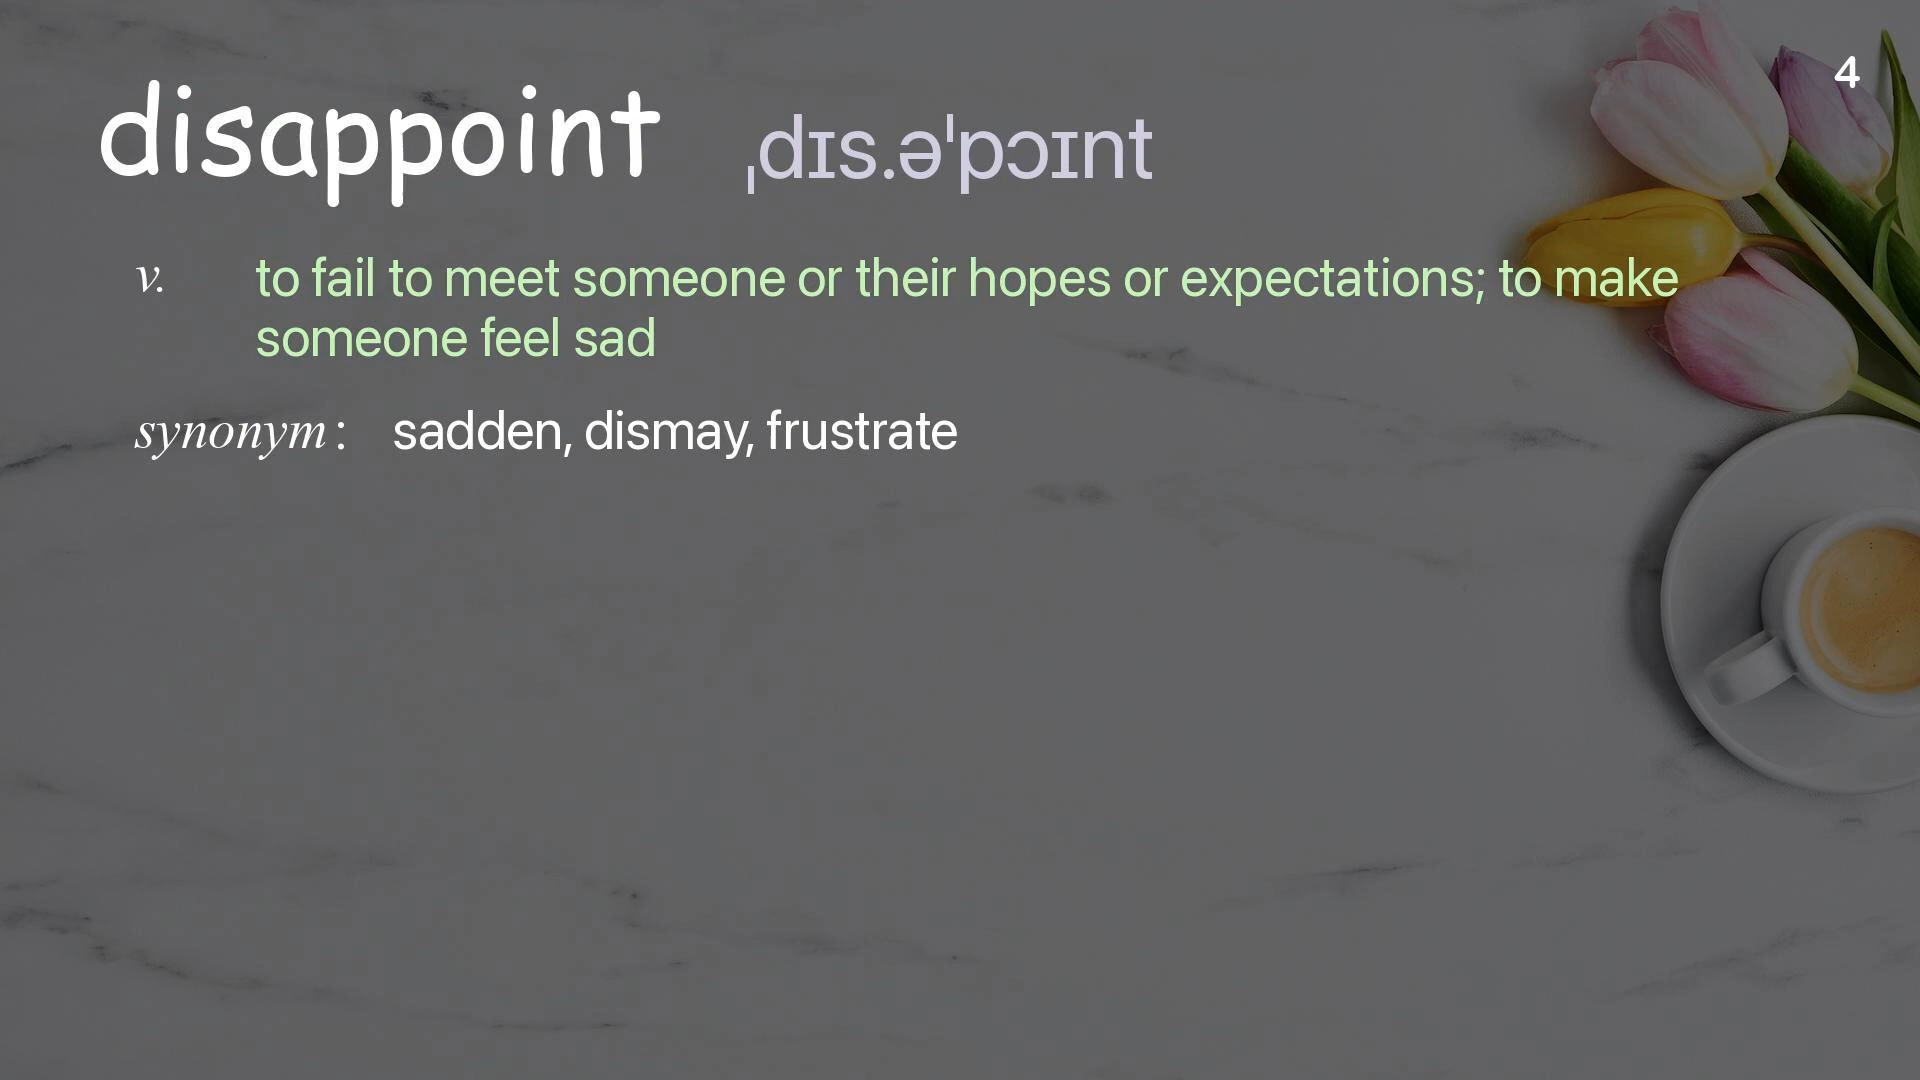 4
disappoint ˌdɪs.əˈpɔɪnt
v. to fail to meet someone or their hopes or expectations; to make
someone feel sad
synonym : sadden, dismay, frustrate